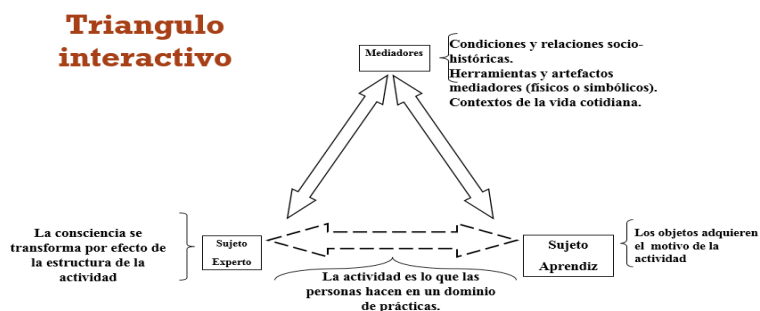 Triangulo
interactivo
Mediadores
Condiciones y relaciones socio-
históricas.
Herramientas y artefactos
mediadores (físicos o simbólicos).
Contextos de la vida cotidiana.
La consciencia se
transforma por efecto de
la estructura de la
actividad
Sujeto
Experto
La actividad es lo que las
personas hacen en un dominio
de prácticas.
Sujeto
Aprendiz
Los objetos adquieren
el motivo de la
actividad